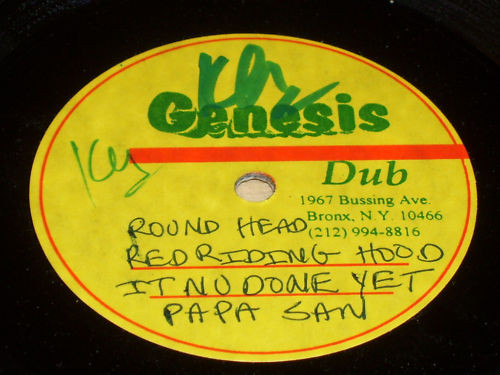 Genesis
Dub
1967 Bussing Ave.
Bronx, N.Y. 10466
(212) 994-8816
ROUND HEAD
RED RIDING HOOD
IT NU DONE YET
PAPA SAN